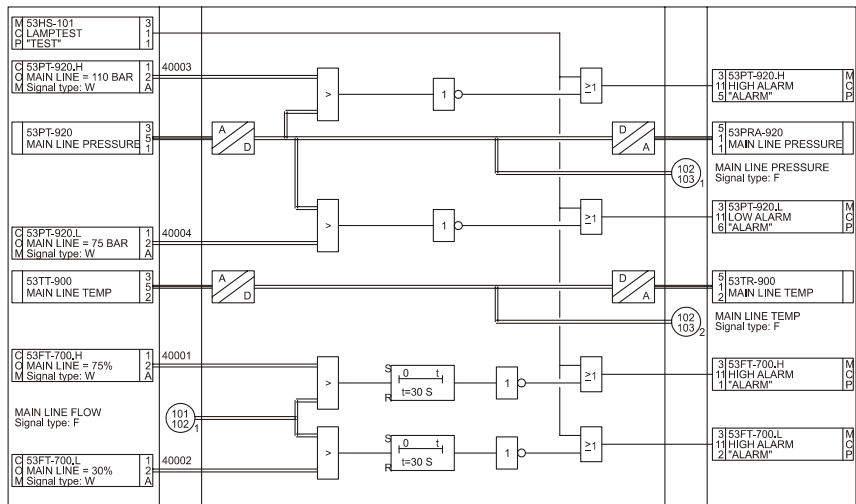 M 53HS-101 3
C LAMPTEST 1
P "TEST" 1
C 53PT-920.H 1 40003
O MAIN LINE = 110 BAR 2
M Signal type: W A
> 1 ≥1
3 53PT-920.H M
11 HIGH ALARM C
5 "ALARM" P
53PT-920 3
5
MAIN LINE PRESSURE 1
A
D
D
A
5 53PRA-920
1
1 MAIN LINE PRESSURE
102
103 1
MAIN LINE PRESSURE
Signal type: F
C 53PT-920.L 1 40004
O MAIN LINE = 75 BAR 2
M Signal type: W A
> 1 ≥1
3 53PT-920.L M
11 LOW ALARM C
6 "ALARM" P
53TT-900 3
5
MAIN LINE TEMP 2
A
D
D
A
5 53TR-900
1
2 MAIN LINE TEMP
102
103 2
MAIN LINE TEMP
Signal type: F
C 53FT-700.H 1 40001
O MAIN LINE = 75% 2
M Signal type: W A
>
S 0 t
R t=30 S
1 ≥1
3 53FT-700.H M
11 HIGH ALARM C
1 "ALARM" P
MAIN LINE FLOW
Signal type: F
101
102 1
C 53FT-700.L 1 40002
O MAIN LINE = 30% 2
M Signal type: W A
>
S 0 t
R t=30 S
1 ≥1
3 53FT-700.L M
11 HIGH ALARM C
2 "ALARM" P